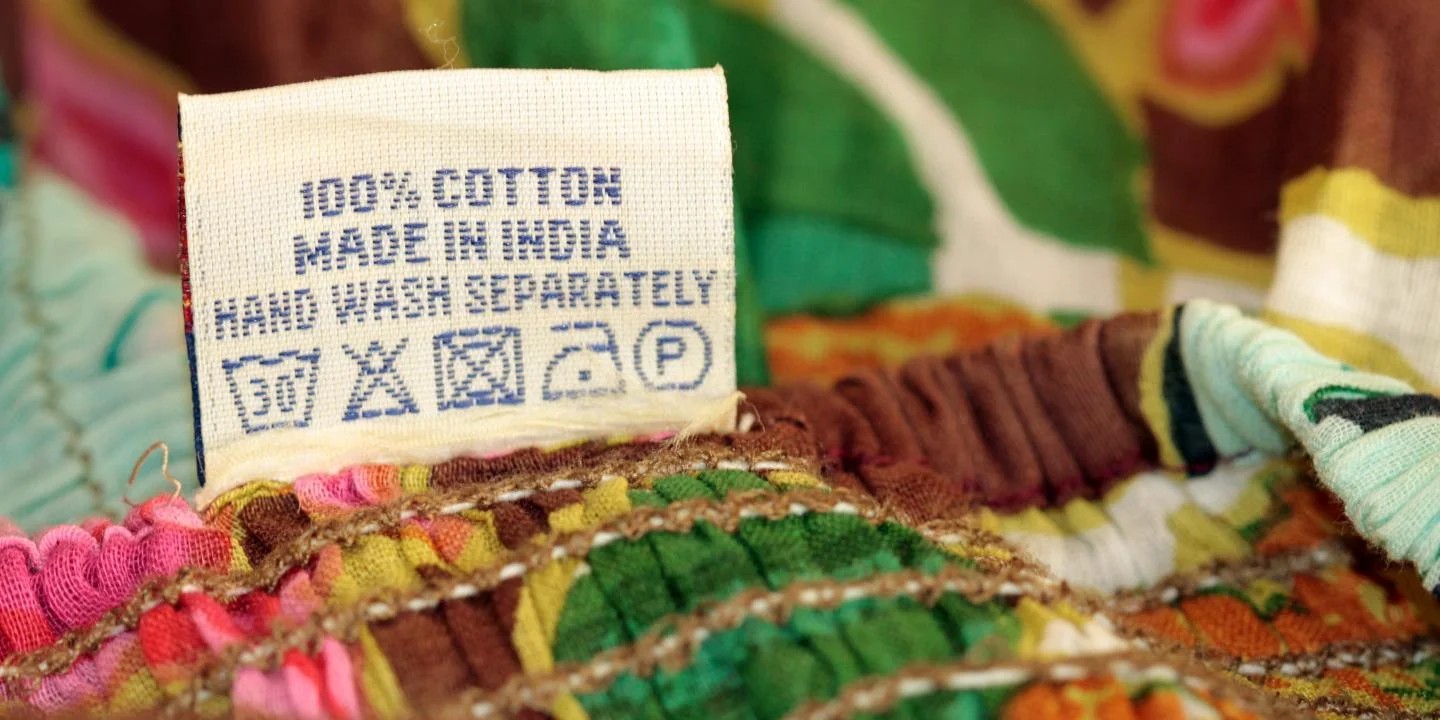 100% COTTON
MADE IN INDIA
HAND WASH SEPARATELY
30° P